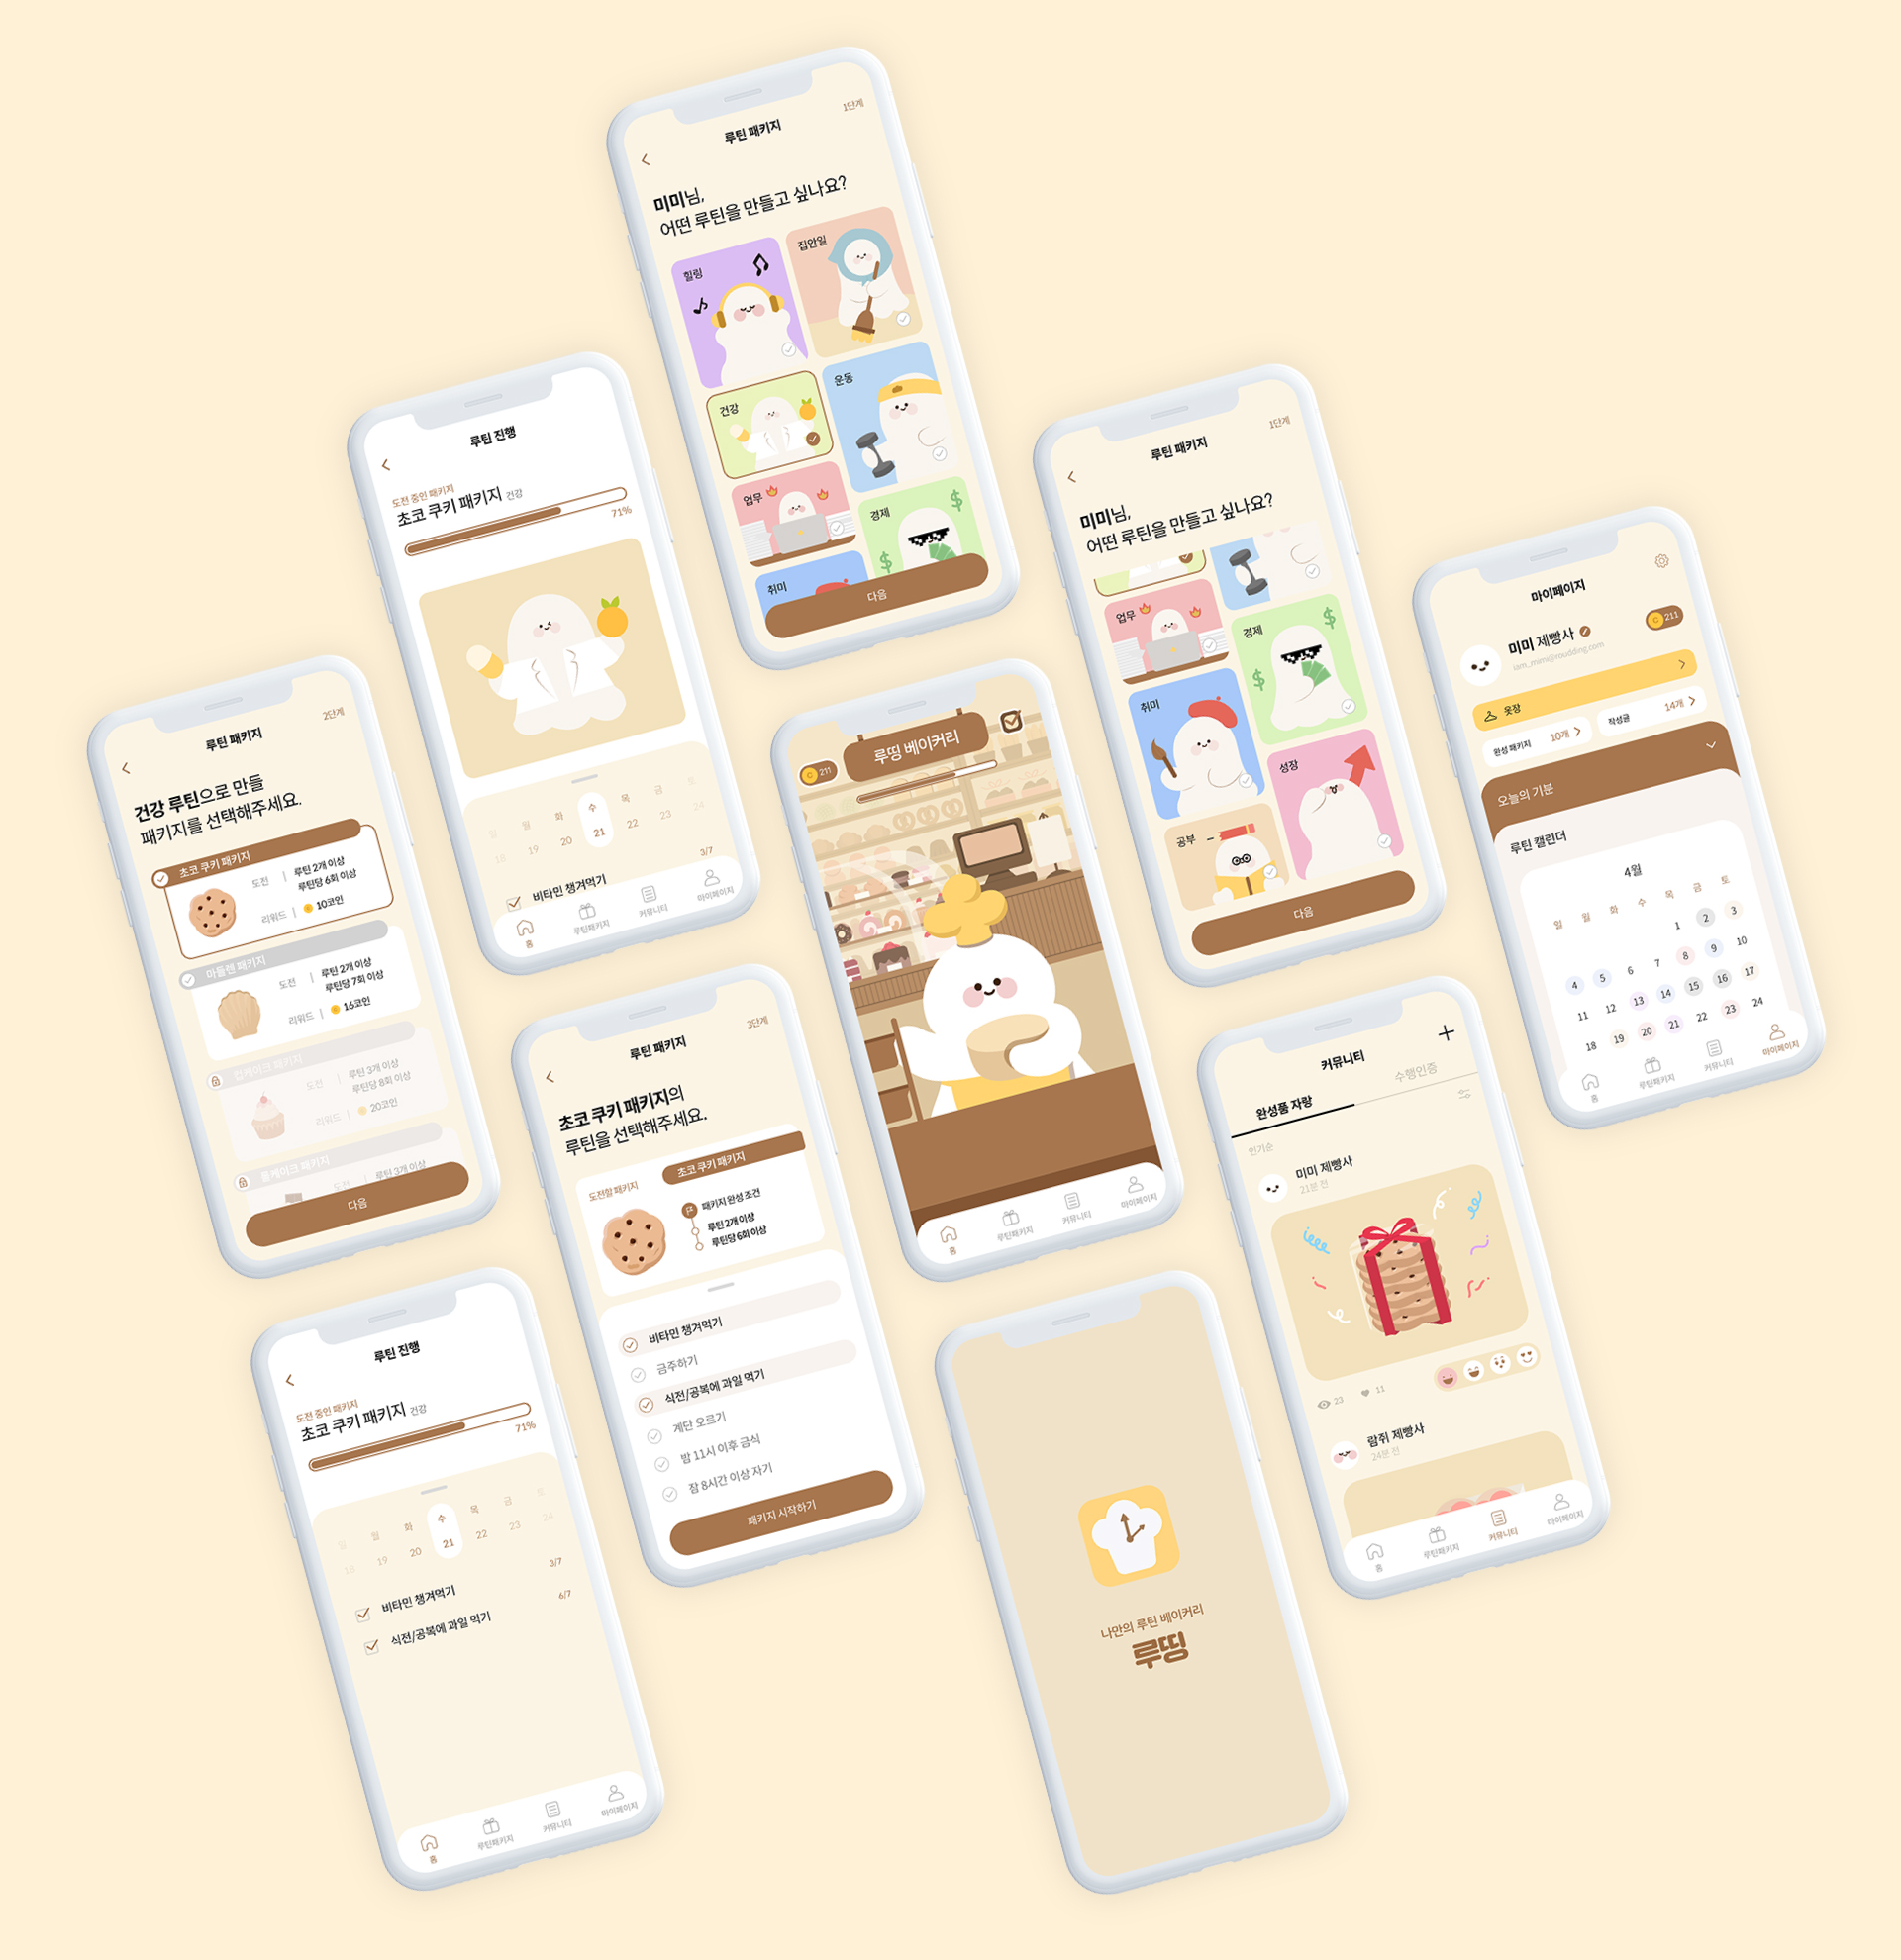 루틴 패키지
1단계
미미님,
어떤 루틴을 만들고 싶나요?
힐링
집안일
건강
운동
업무
경제
취미
다음
루틴 진행
도전 중인 패키지
초코 쿠키 패키지 건강
71%
일 월 화 수 목 금 토
18 19 20 21 22 23 24
3/7
비타민 챙겨먹기
홈
루틴패키지
커뮤니티
마이페이지
루틴 패키지
1단계
미미님,
어떤 루틴을 만들고 싶나요?
업무
경제
취미
성장
공부
다음
마이페이지
미미 제빵사
iam_mimi@roudding.com
C 211
옷장
완성 패키지 10개
작성글 14개
오늘의 기분
루틴 캘린더
4월
일 월 화 수 목 금 토
1 2 3
4 5 6 7 8 9 10
11 12 13 14 15 16 17
18 19 20 21 22 23 24
홈
루틴패키지
커뮤니티
마이페이지
루틴 패키지
2단계
건강 루틴으로 만들
패키지를 선택해주세요.
초코 쿠키 패키지
도전 | 루틴 2개 이상
루틴당 6회 이상
리워드 | 10코인
마들렌 패키지
도전 | 루틴 2개 이상
루틴당 7회 이상
리워드 | 16코인
컵케이크 패키지
도전 | 루틴 3개 이상
루틴당 8회 이상
리워드 | 20코인
롤케이크 패키지
도전 | 루틴 3개 이상
다음
루띵 베이커리
C 211
홈
루틴패키지
커뮤니티
마이페이지
루틴 패키지
3단계
초코 쿠키 패키지의
루틴을 선택해주세요.
도전할 패키지
초코 쿠키 패키지
패키지 완성 조건
루틴 2개 이상
루틴당 6회 이상
비타민 챙겨먹기
금주하기
식전/공복에 과일 먹기
계단 오르기
밤 11시 이후 금식
잠 8시간 이상 자기
패키지 시작하기
커뮤니티
완성품 자랑
수행인증
인기순
미미 제빵사
21분 전
23
11
람쥐 제빵사
24분 전
홈
루틴패키지
커뮤니티
마이페이지
루틴 진행
도전 중인 패키지
초코 쿠키 패키지 건강
71%
일 월 화 수 목 금 토
18 19 20 21 22 23 24
비타민 챙겨먹기 3/7
식전/공복에 과일 먹기 6/7
홈
루틴패키지
커뮤니티
마이페이지
나만의 루틴 베이커리
루띵